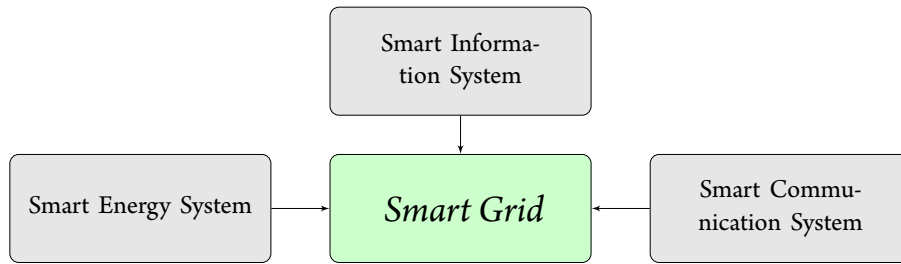 Smart Informa-
tion System
Smart Energy System
Smart Grid
Smart Commu-
nication System